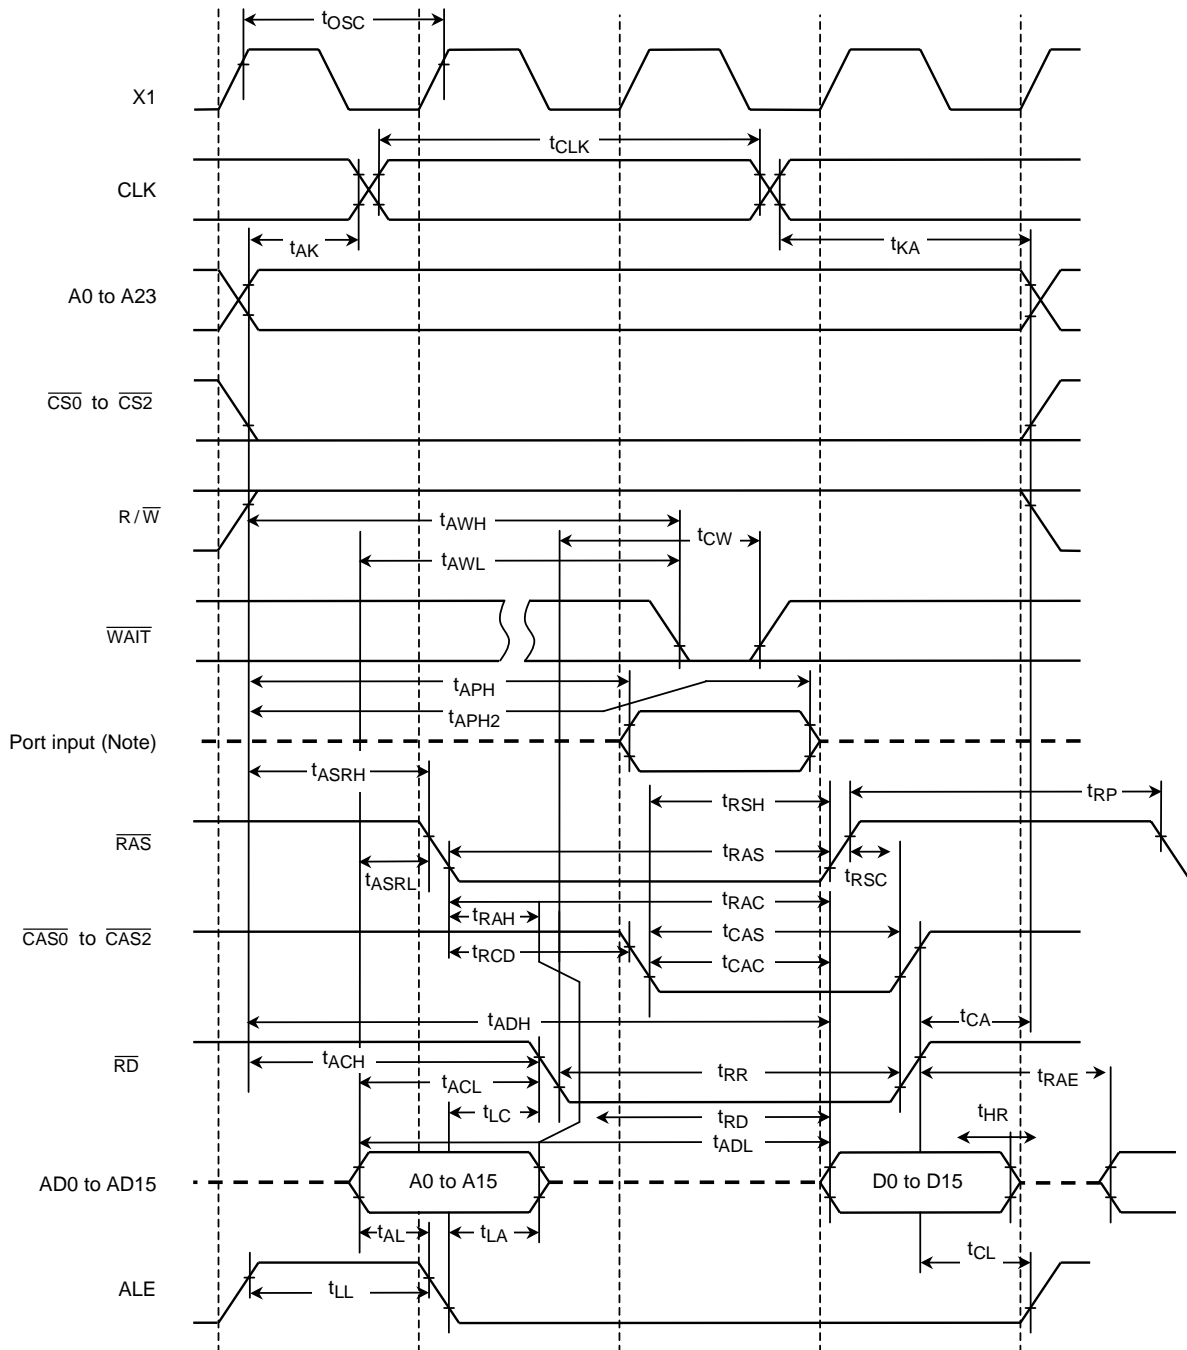 tOSC
X1
tCLK
CLK
tAK
tKA
A0 to A23
CS0 to CS2
R/W
tAWH
tCW
tAWL
WAIT
tAPH
tAPH2
Port input (Note)
tASRH
tRSH
tRP
RAS
tRAS
tASRL
tRSC
tRAC
tRAH
CAS0 to CAS2
tCAS
tRCD
tCAC
tADH
tCA
tACH
RD
tRR
tACL
tRAE
tLC
tRD
tHR
tADL
AD0 to AD15
A0 to A15
D0 to D15
tAL
tLA
tCL
ALE
tLL